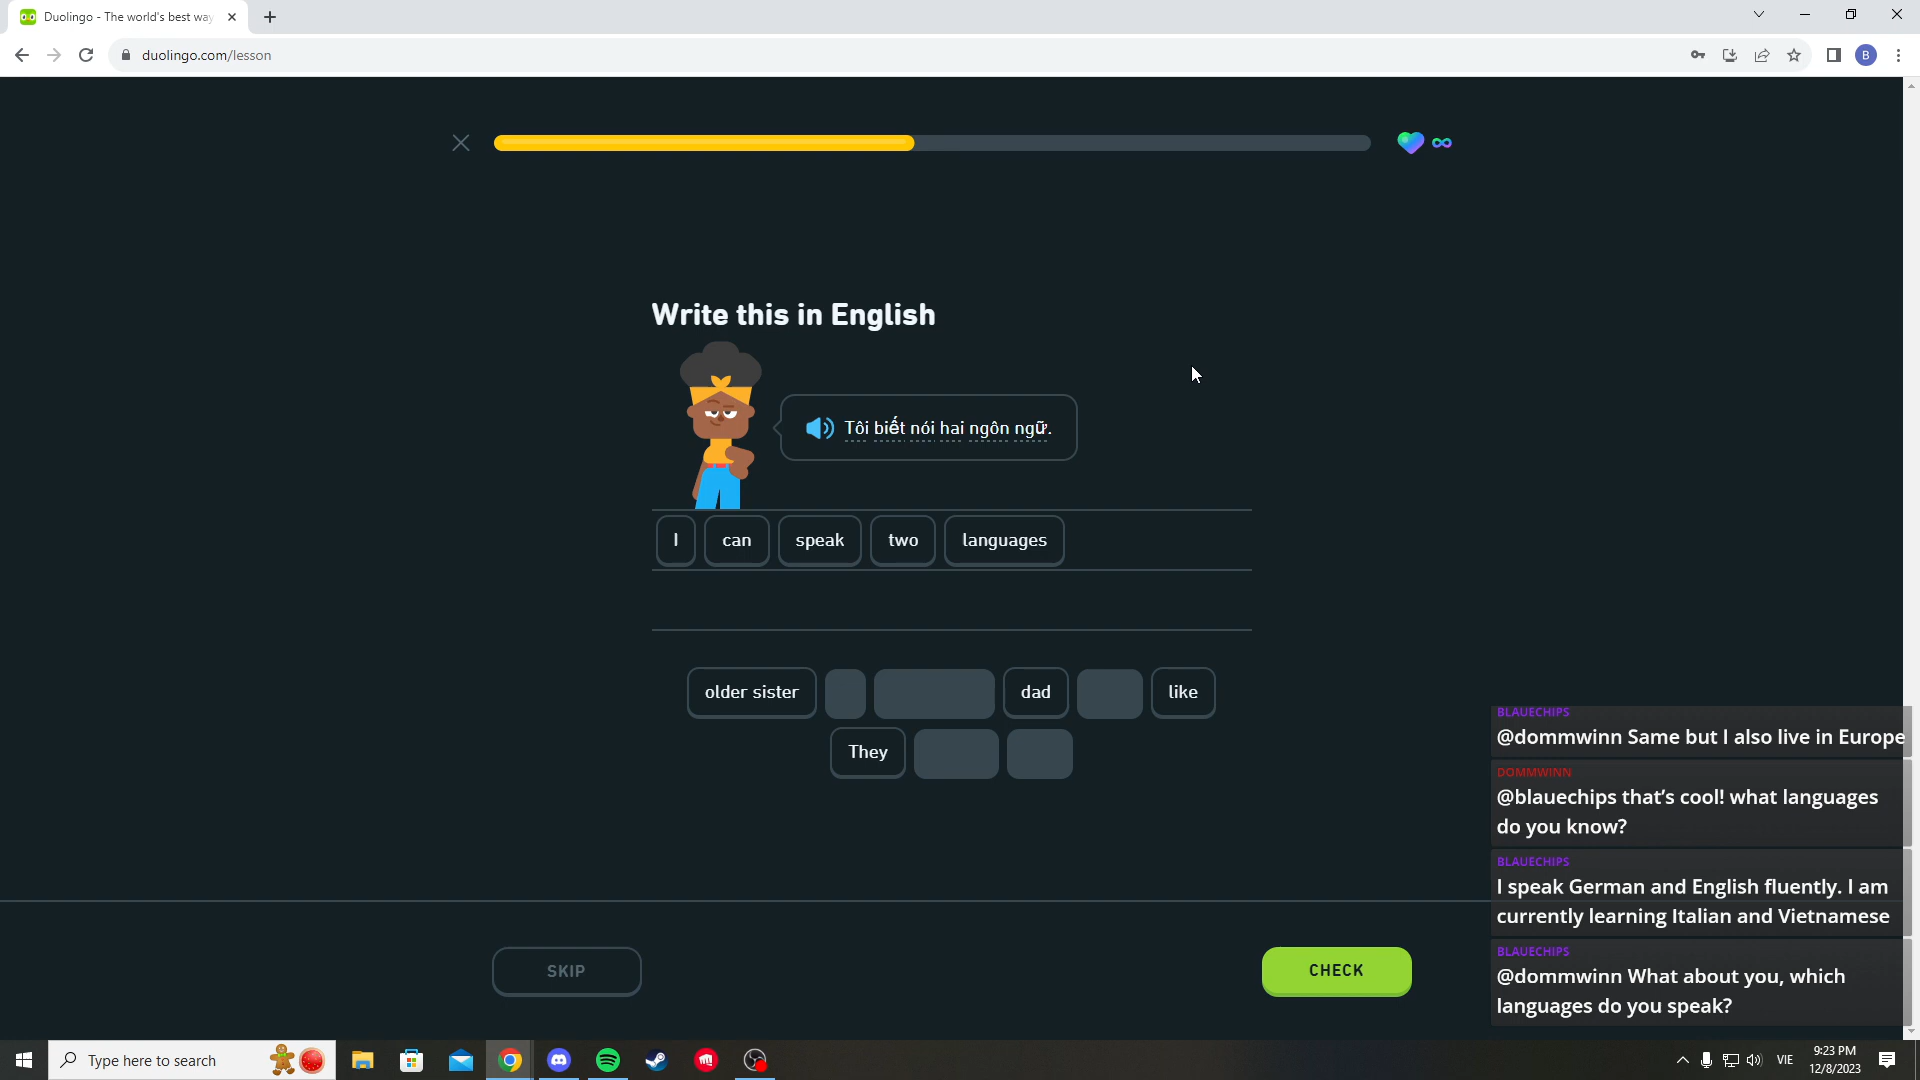 Duolingo - The world's best way
duolingo.com/lesson
B
Write this in English
Tôi biết nói hai ngôn ngữ.
I can speak two languages
older sister dad like
They
SKIP
CHECK
BLAUECHIPS
@dommwinn Same but I also live in Europe
DOMMWINN
@blauechips that’s cool! what languages
do you know?
BLAUECHIPS
I speak German and English fluently. I am
currently learning Italian and Vietnamese
BLAUECHIPS
@dommwinn What about you, which
languages do you speak?
Type here to search
VIE
9:23 PM
12/8/2023